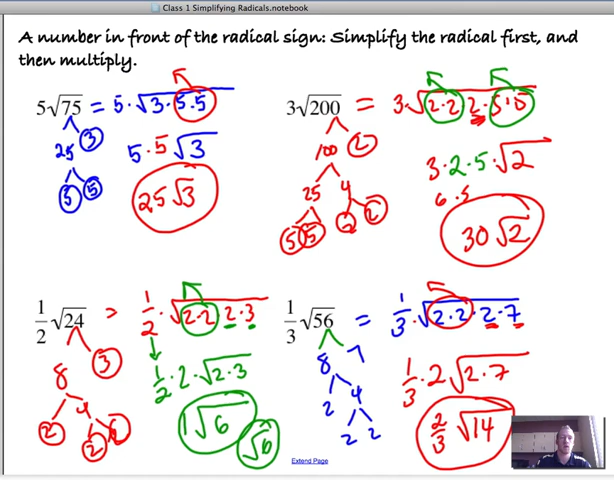 Class 1 Simplifying Radicals.notebook
A number in front of the radical sign: Simplify the radical first, and
then multiply.
5√75 = 5·√3·5·5
25 3
5 5
5·5√3
25√3
3√200 = 3·√2·2·2·5·5
100 2
25 4
5 5 2 2
3·2·5·√2
6·5
30√2
1/2 √24 = 1/2·√2·2·2·3
8 3
2 4
2
1/2·2·√2·3
1√6
√6
1/3 √56 = 1/3·√2·2·2·7
8 7
2 4
2 2
1/3·2√2·7
2/3 √14
Extend Page